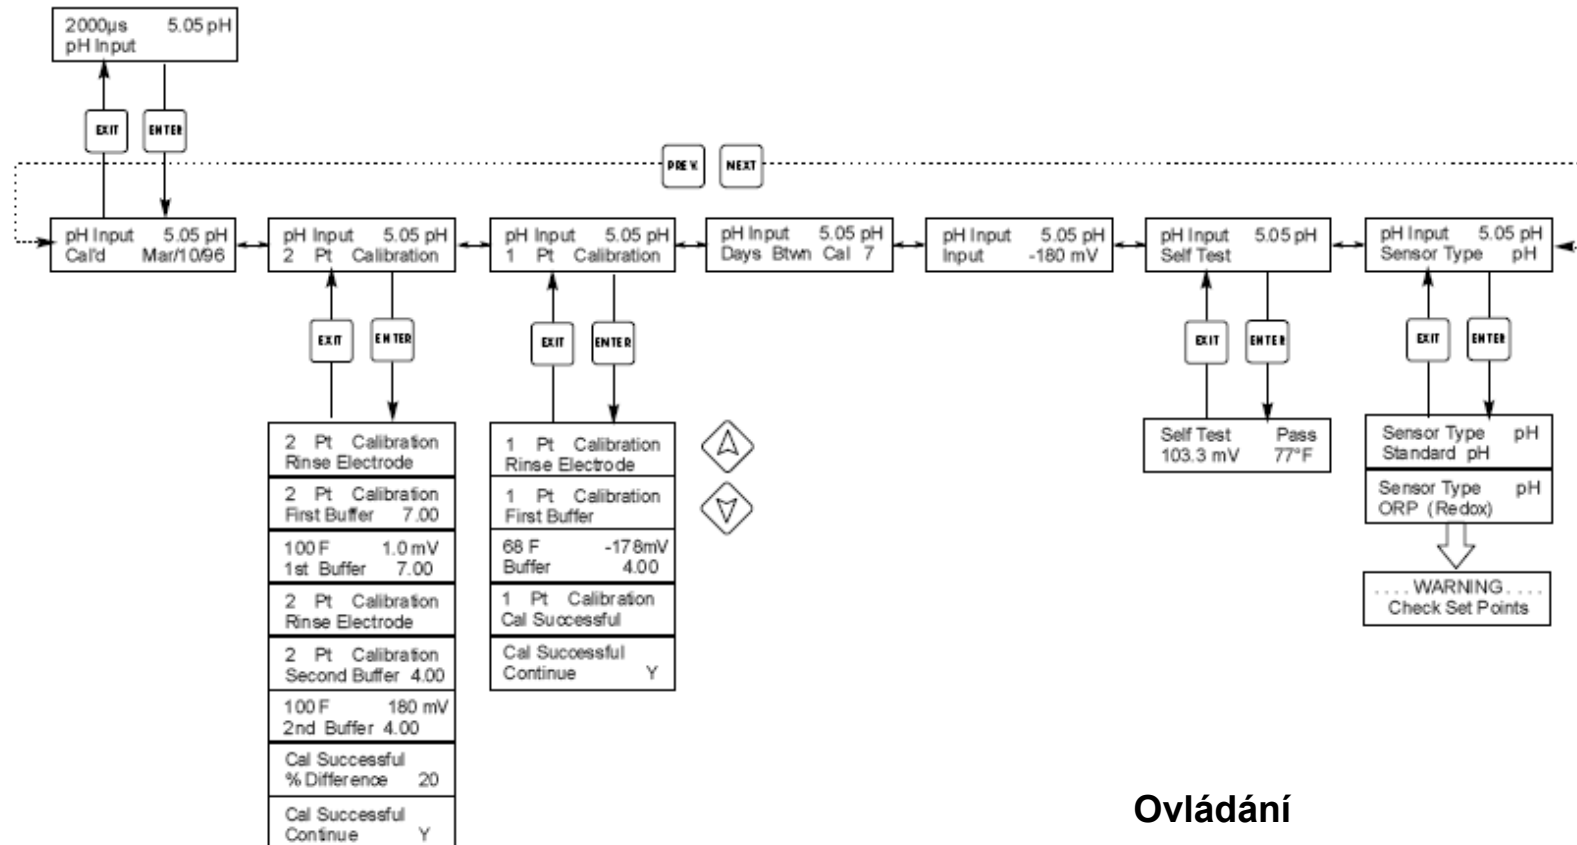 2000µs 5.05 pH
pH Input
EXIT ENTER
PREV. NEXT
pH Input 5.05 pH
Cal'd Mar/10/96
pH Input 5.05 pH
2 Pt Calibration
pH Input 5.05 pH
1 Pt Calibration
pH Input 5.05 pH
Days Btwn Cal 7
pH Input 5.05 pH
Input -180 mV
pH Input 5.05 pH
Self Test
pH Input 5.05 pH
Sensor Type pH
EXIT ENTER
EXIT ENTER
EXIT ENTER
EXIT ENTER
2 Pt Calibration
Rinse Electrode
2 Pt Calibration
First Buffer 7.00
100 F 1.0 mV
1st Buffer 7.00
2 Pt Calibration
Rinse Electrode
2 Pt Calibration
Second Buffer 4.00
100 F 180 mV
2nd Buffer 4.00
Cal Successful
% Difference 20
Cal Successful
Continue Y
1 Pt Calibration
Rinse Electrode
1 Pt Calibration
First Buffer
68 F -178mV
Buffer 4.00
1 Pt Calibration
Cal Successful
Cal Successful
Continue Y
Self Test Pass
103.3 mV 77°F
Sensor Type pH
Standard pH
Sensor Type pH
ORP (Redox)
. . . . WARNING . . . .
Check Set Points
Ovládání